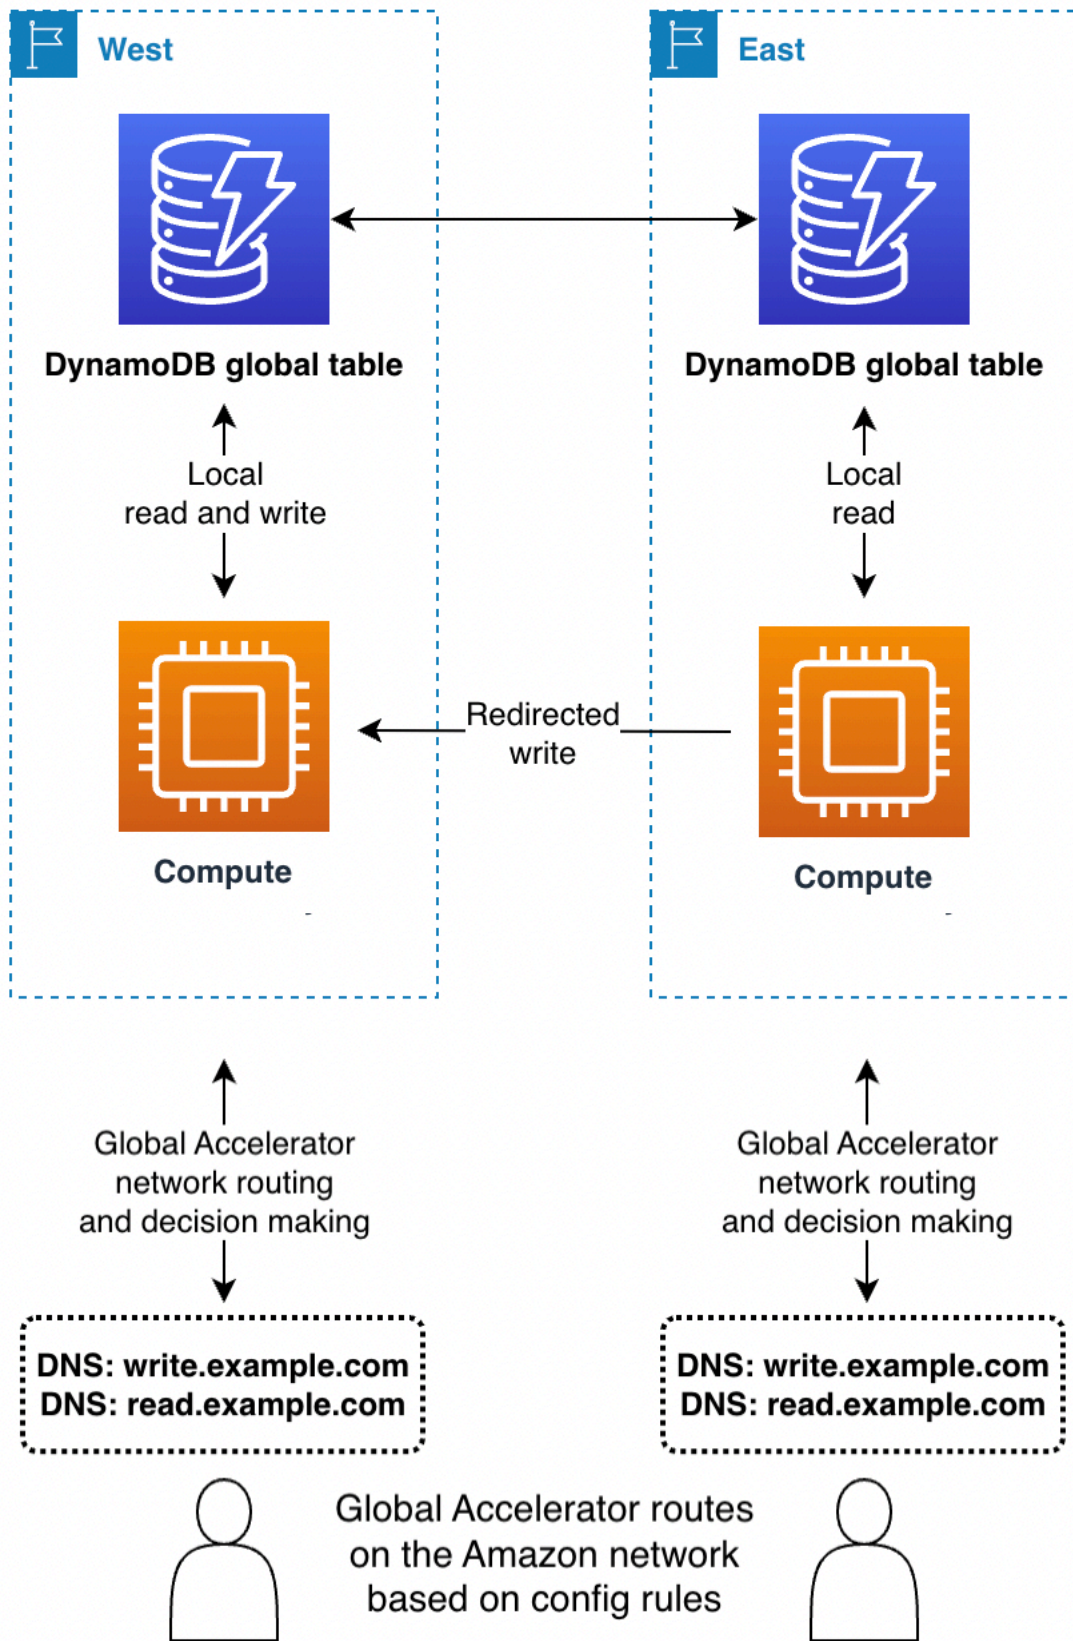 West
East
DynamoDB global table
DynamoDB global table
Local
read and write
Local
read
Redirected
write
Compute
Compute
Global Accelerator
network routing
and decision making
Global Accelerator
network routing
and decision making
DNS: write.example.com
DNS: read.example.com
DNS: write.example.com
DNS: read.example.com
Global Accelerator routes
on the Amazon network
based on config rules